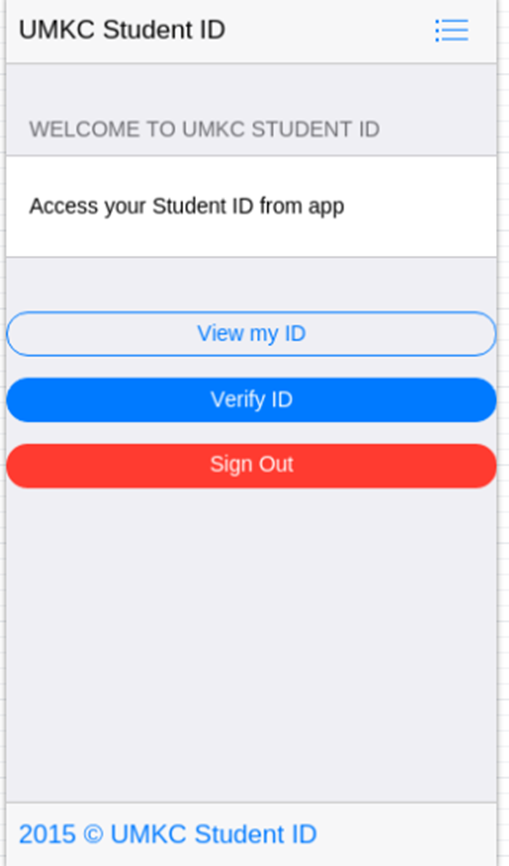 UMKC Student ID
WELCOME TO UMKC STUDENT ID
Access your Student ID from app
View my ID
Verify ID
Sign Out
2015 © UMKC Student ID